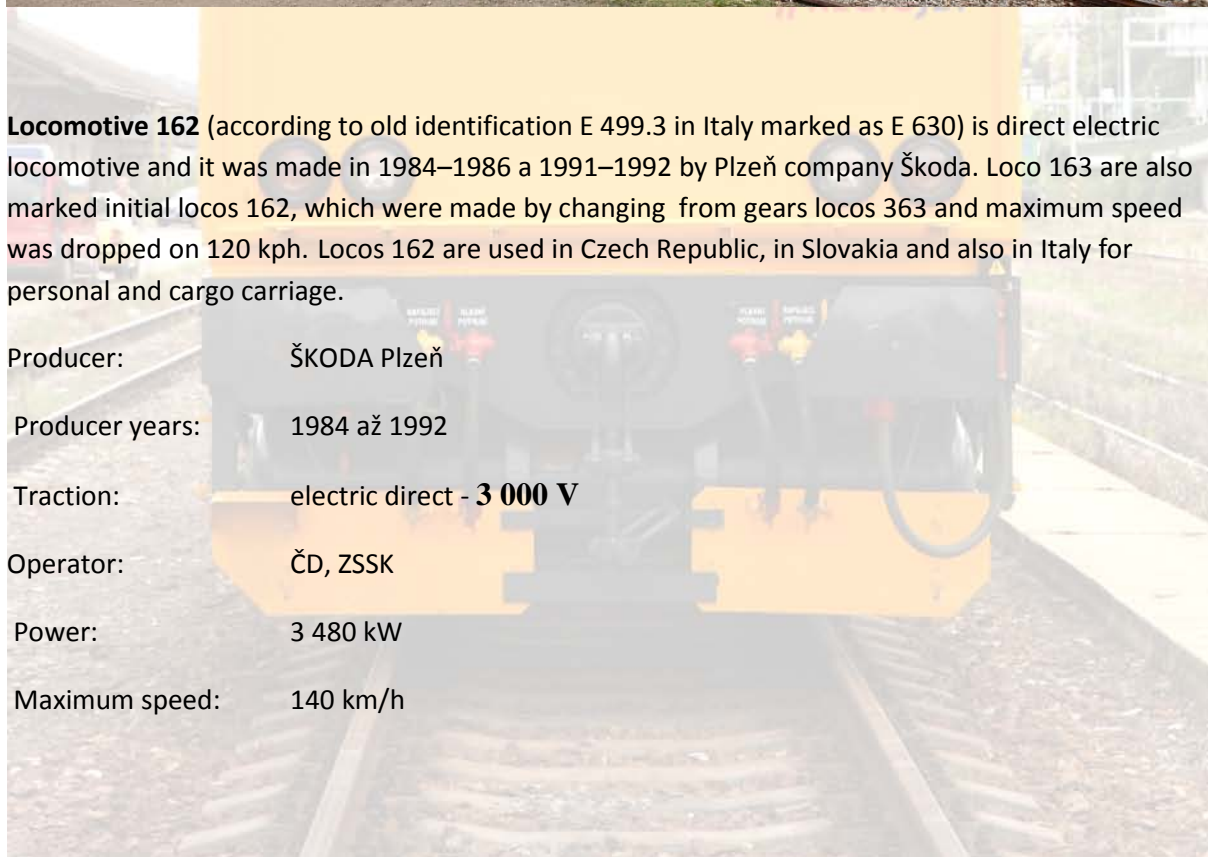 Locomotive 162 (according to old identification E 499.3 in Italy marked as E 630) is direct electric
locomotive and it was made in 1984–1986 a 1991–1992 by Plzeň company Škoda. Loco 163 are also
marked initial locos 162, which were made by changing from gears locos 363 and maximum speed
was dropped on 120 kph. Locos 162 are used in Czech Republic, in Slovakia and also in Italy for
personal and cargo carriage.
Producer: ŠKODA Plzeň
Producer years: 1984 až 1992
Traction: electric direct - 3 000 V
Operator: ČD, ZSSK
Power: 3 480 kW
Maximum speed: 140 km/h